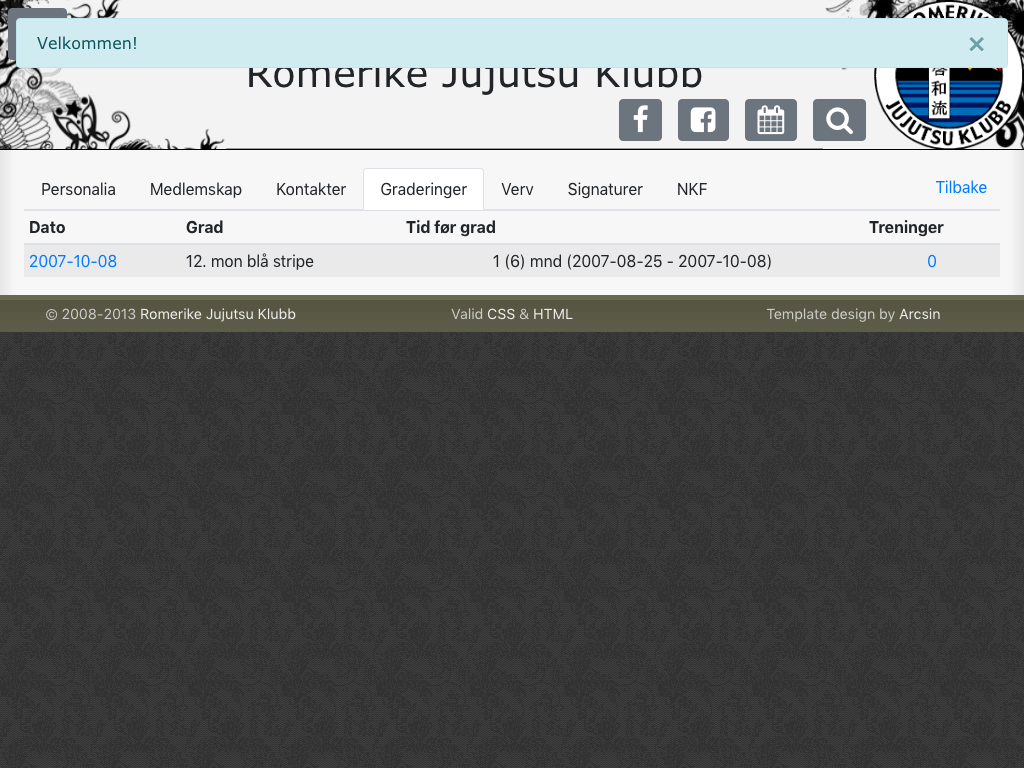 Velkommen! ×
Romerike Jujutsu Klubb
JUJUTSU KLUBB
和
流
Personalia Medlemskap Kontakter Graderinger Verv Signaturer NKF Tilbake
Dato Grad Tid før grad Treninger
2007-10-08 12. mon blå stripe 1 (6) mnd (2007-08-25 - 2007-10-08) 0
© 2008-2013 Romerike Jujutsu Klubb Valid CSS & HTML Template design by Arcsin